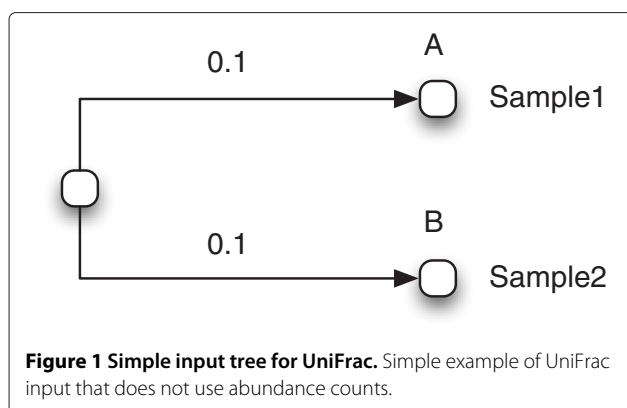 A
0.1
Sample1
B
0.1
Sample2
Figure 1 Simple input tree for UniFrac. Simple example of UniFrac
input that does not use abundance counts.